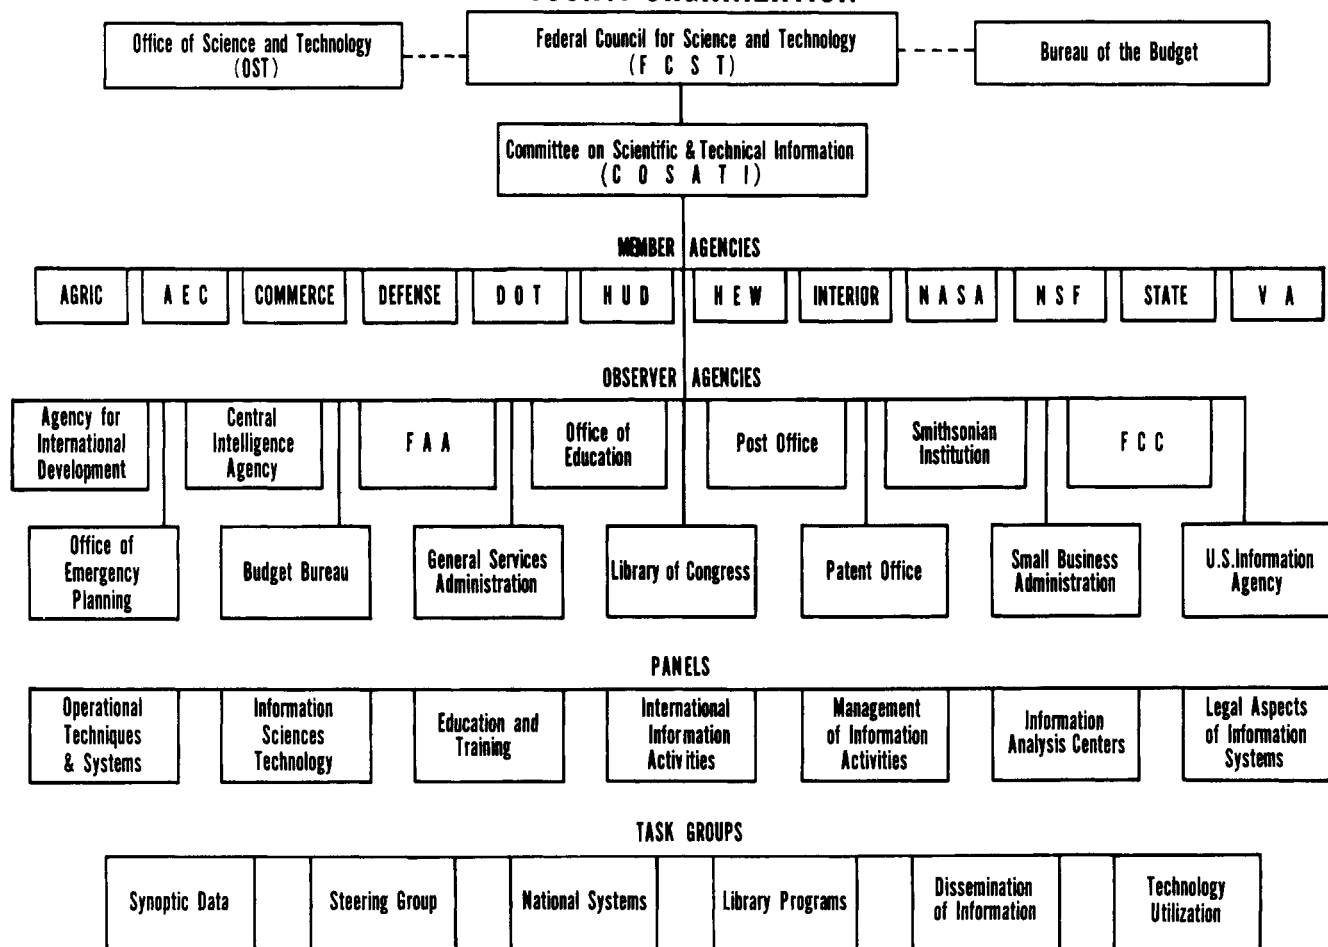 Office of Science and Technology
(OST)
Federal Council for Science and Technology
(F C S T)
Bureau of the Budget
Committee on Scientific & Technical Information
(C O S A T I)
MEMBER AGENCIES
AGRIC
A E C
COMMERCE
DEFENSE
D O T
H U D
H E W
INTERIOR
N A S A
N S F
STATE
V A
OBSERVER AGENCIES
Agency for
International
Development
Central
Intelligence
Agency
F A A
Office of
Education
Post Office
Smithsonian
Institution
F C C
Office of
Emergency
Planning
Budget Bureau
General Services
Administration
Library of Congress
Patent Office
Small Business
Administration
U.S.Information
Agency
PANELS
Operational
Techniques
& Systems
Information
Sciences
Technology
Education and
Training
International
Information
Activities
Management
of Information
Activities
Information
Analysis Centers
Legal Aspects
of Information
Systems
TASK GROUPS
Synoptic Data
Steering Group
National Systems
Library Programs
Dissemination
of Information
Technology
Utilization